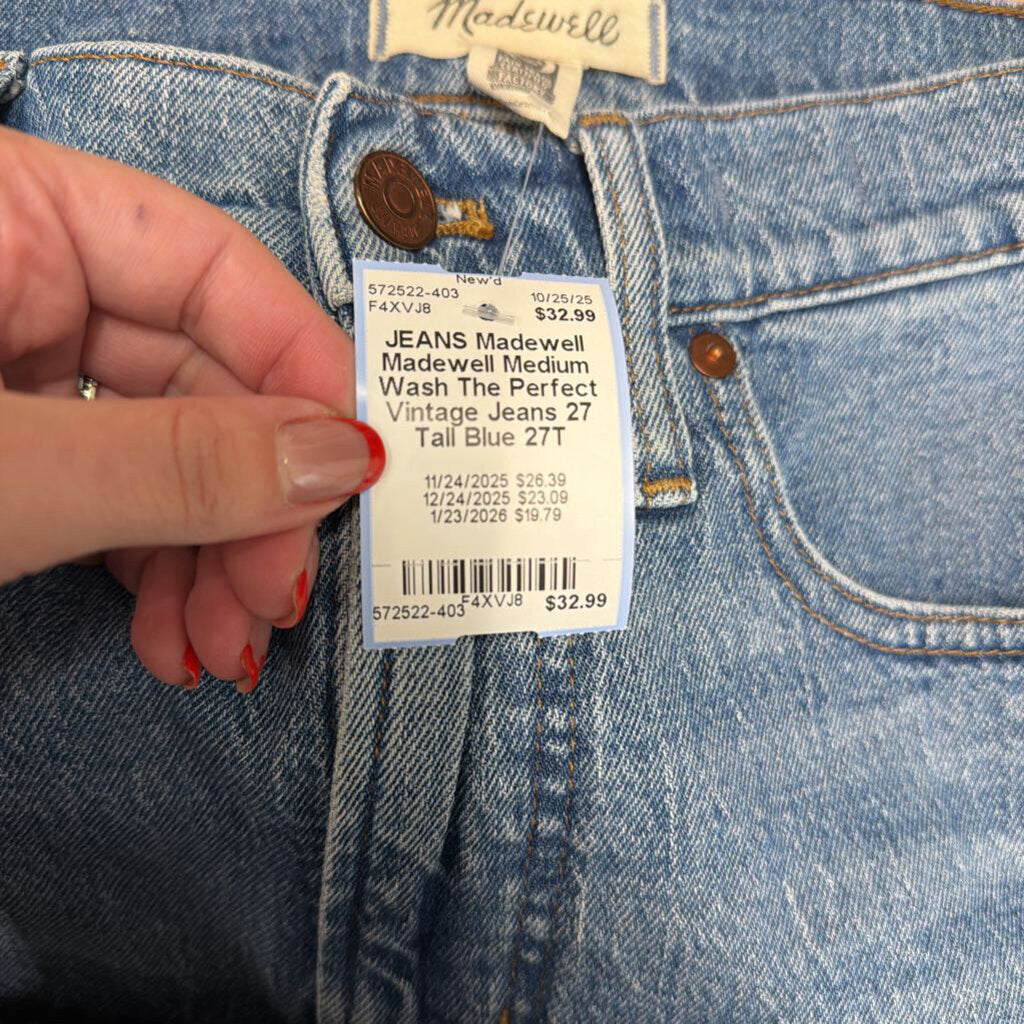 Madewell
New'd
572522-403 10/25/25
F4XVJ8 $32.99
JEANS Madewell
Madewell Medium
Wash The Perfect
Vintage Jeans 27
Tall Blue 27T
11/24/2025 $26.39
12/24/2025 $23.09
1/23/2026 $19.79
F4XVJ8
572522-403 $32.99